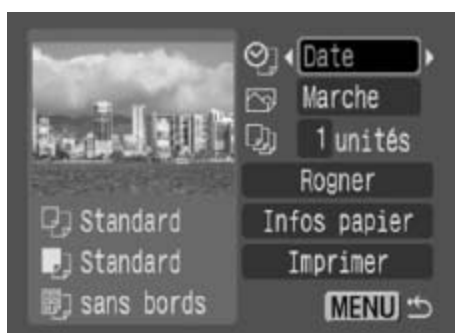 Date
Marche
1 unités
Rogner
Standard
Infos papier
Standard
Imprimer
sans bords
MENU